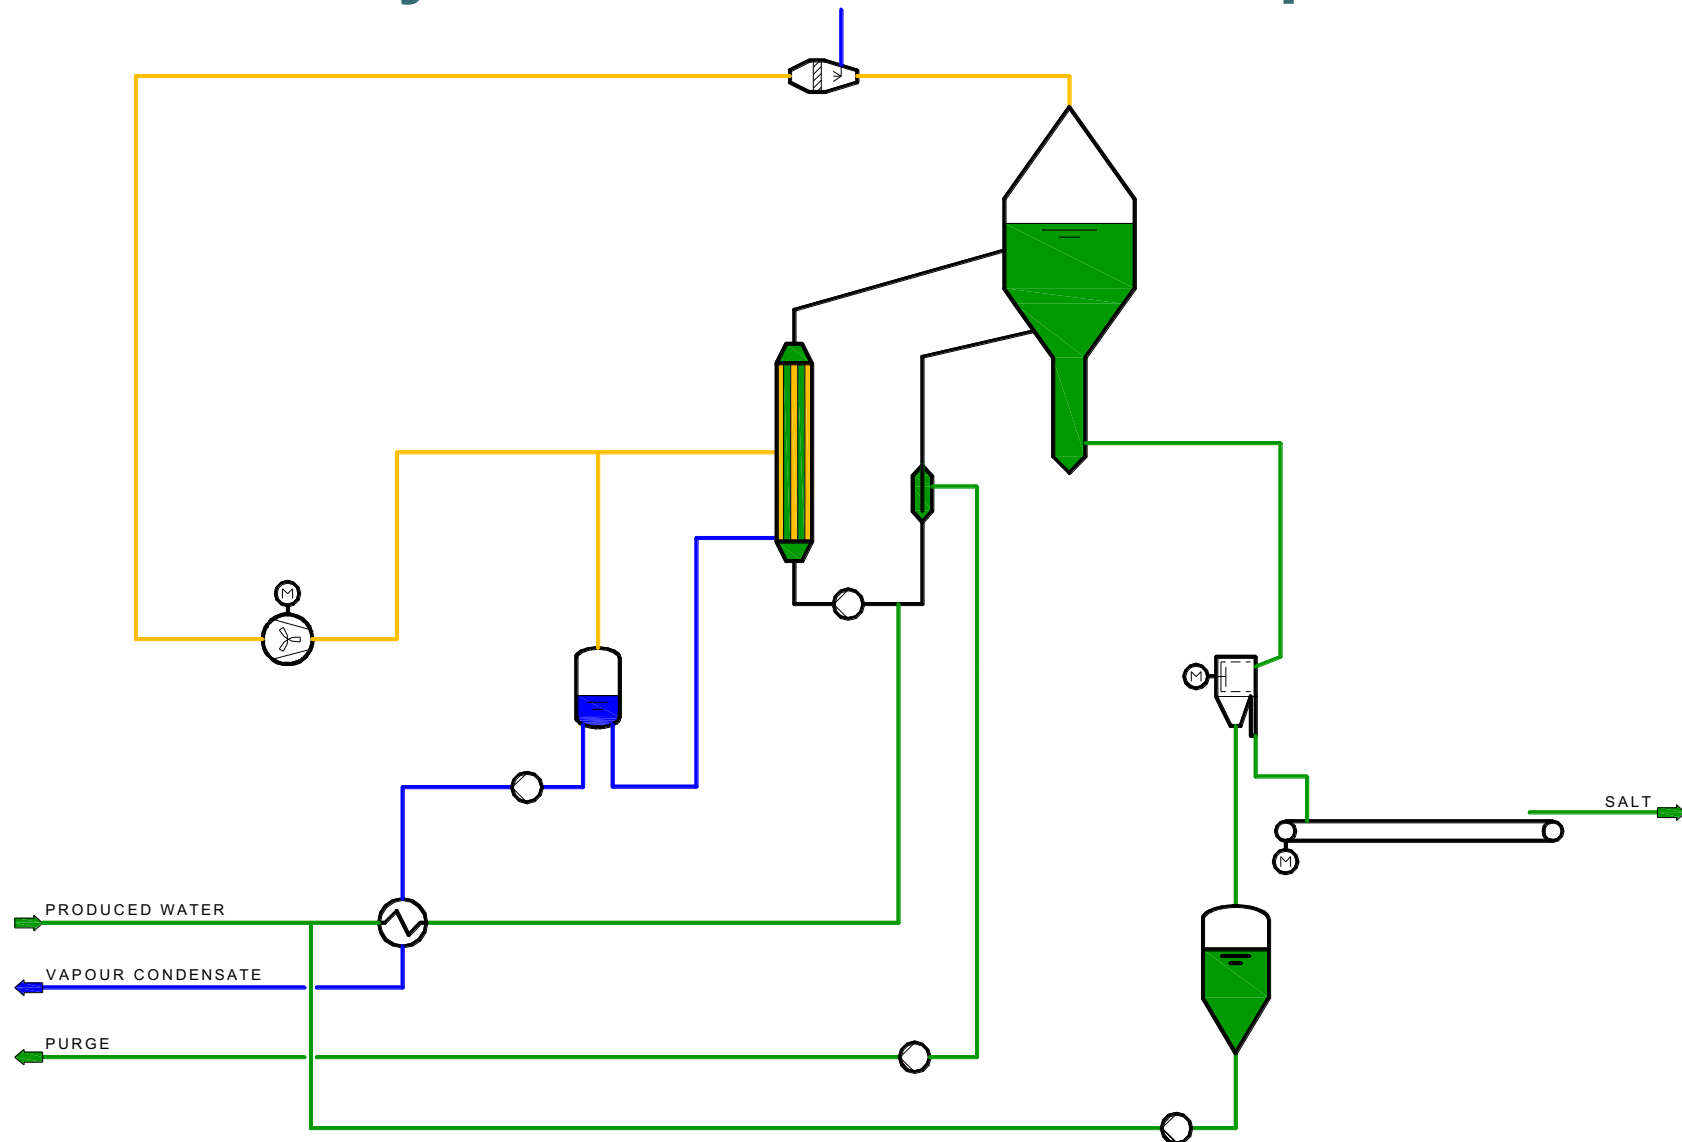 M
M
SALT
M
PRODUCED WATER
VAPOUR CONDENSATE
PURGE